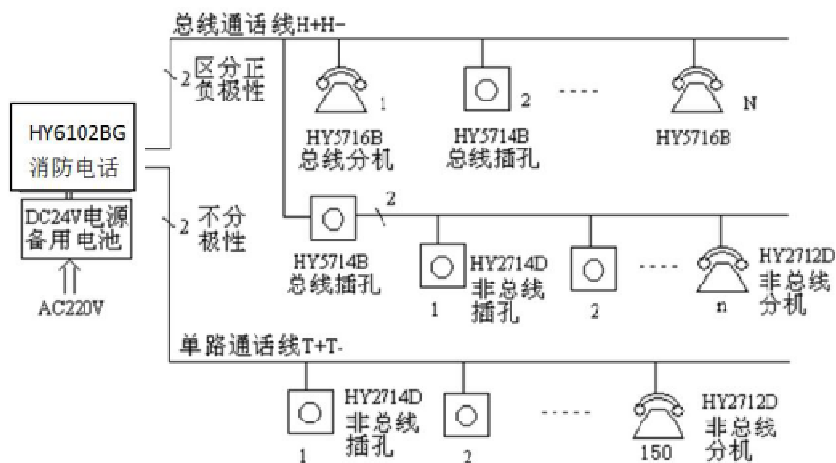 总线通话线H+H-
2 区分正
负极性
1
2
N
HY5716B
总线分机
HY5714B
总线插孔
HY5716B
HY6102BG
消防电话
DC24V电源
备用电池
AC220V
2 不分
极性
2
HY5714B
总线插孔
HY2714D
非总线
插孔
1
2
n
HY2712D
非总线
分机
单路通话线T+T-
HY2714D
非总线
插孔
1
2
150
HY2712D
非总线
分机